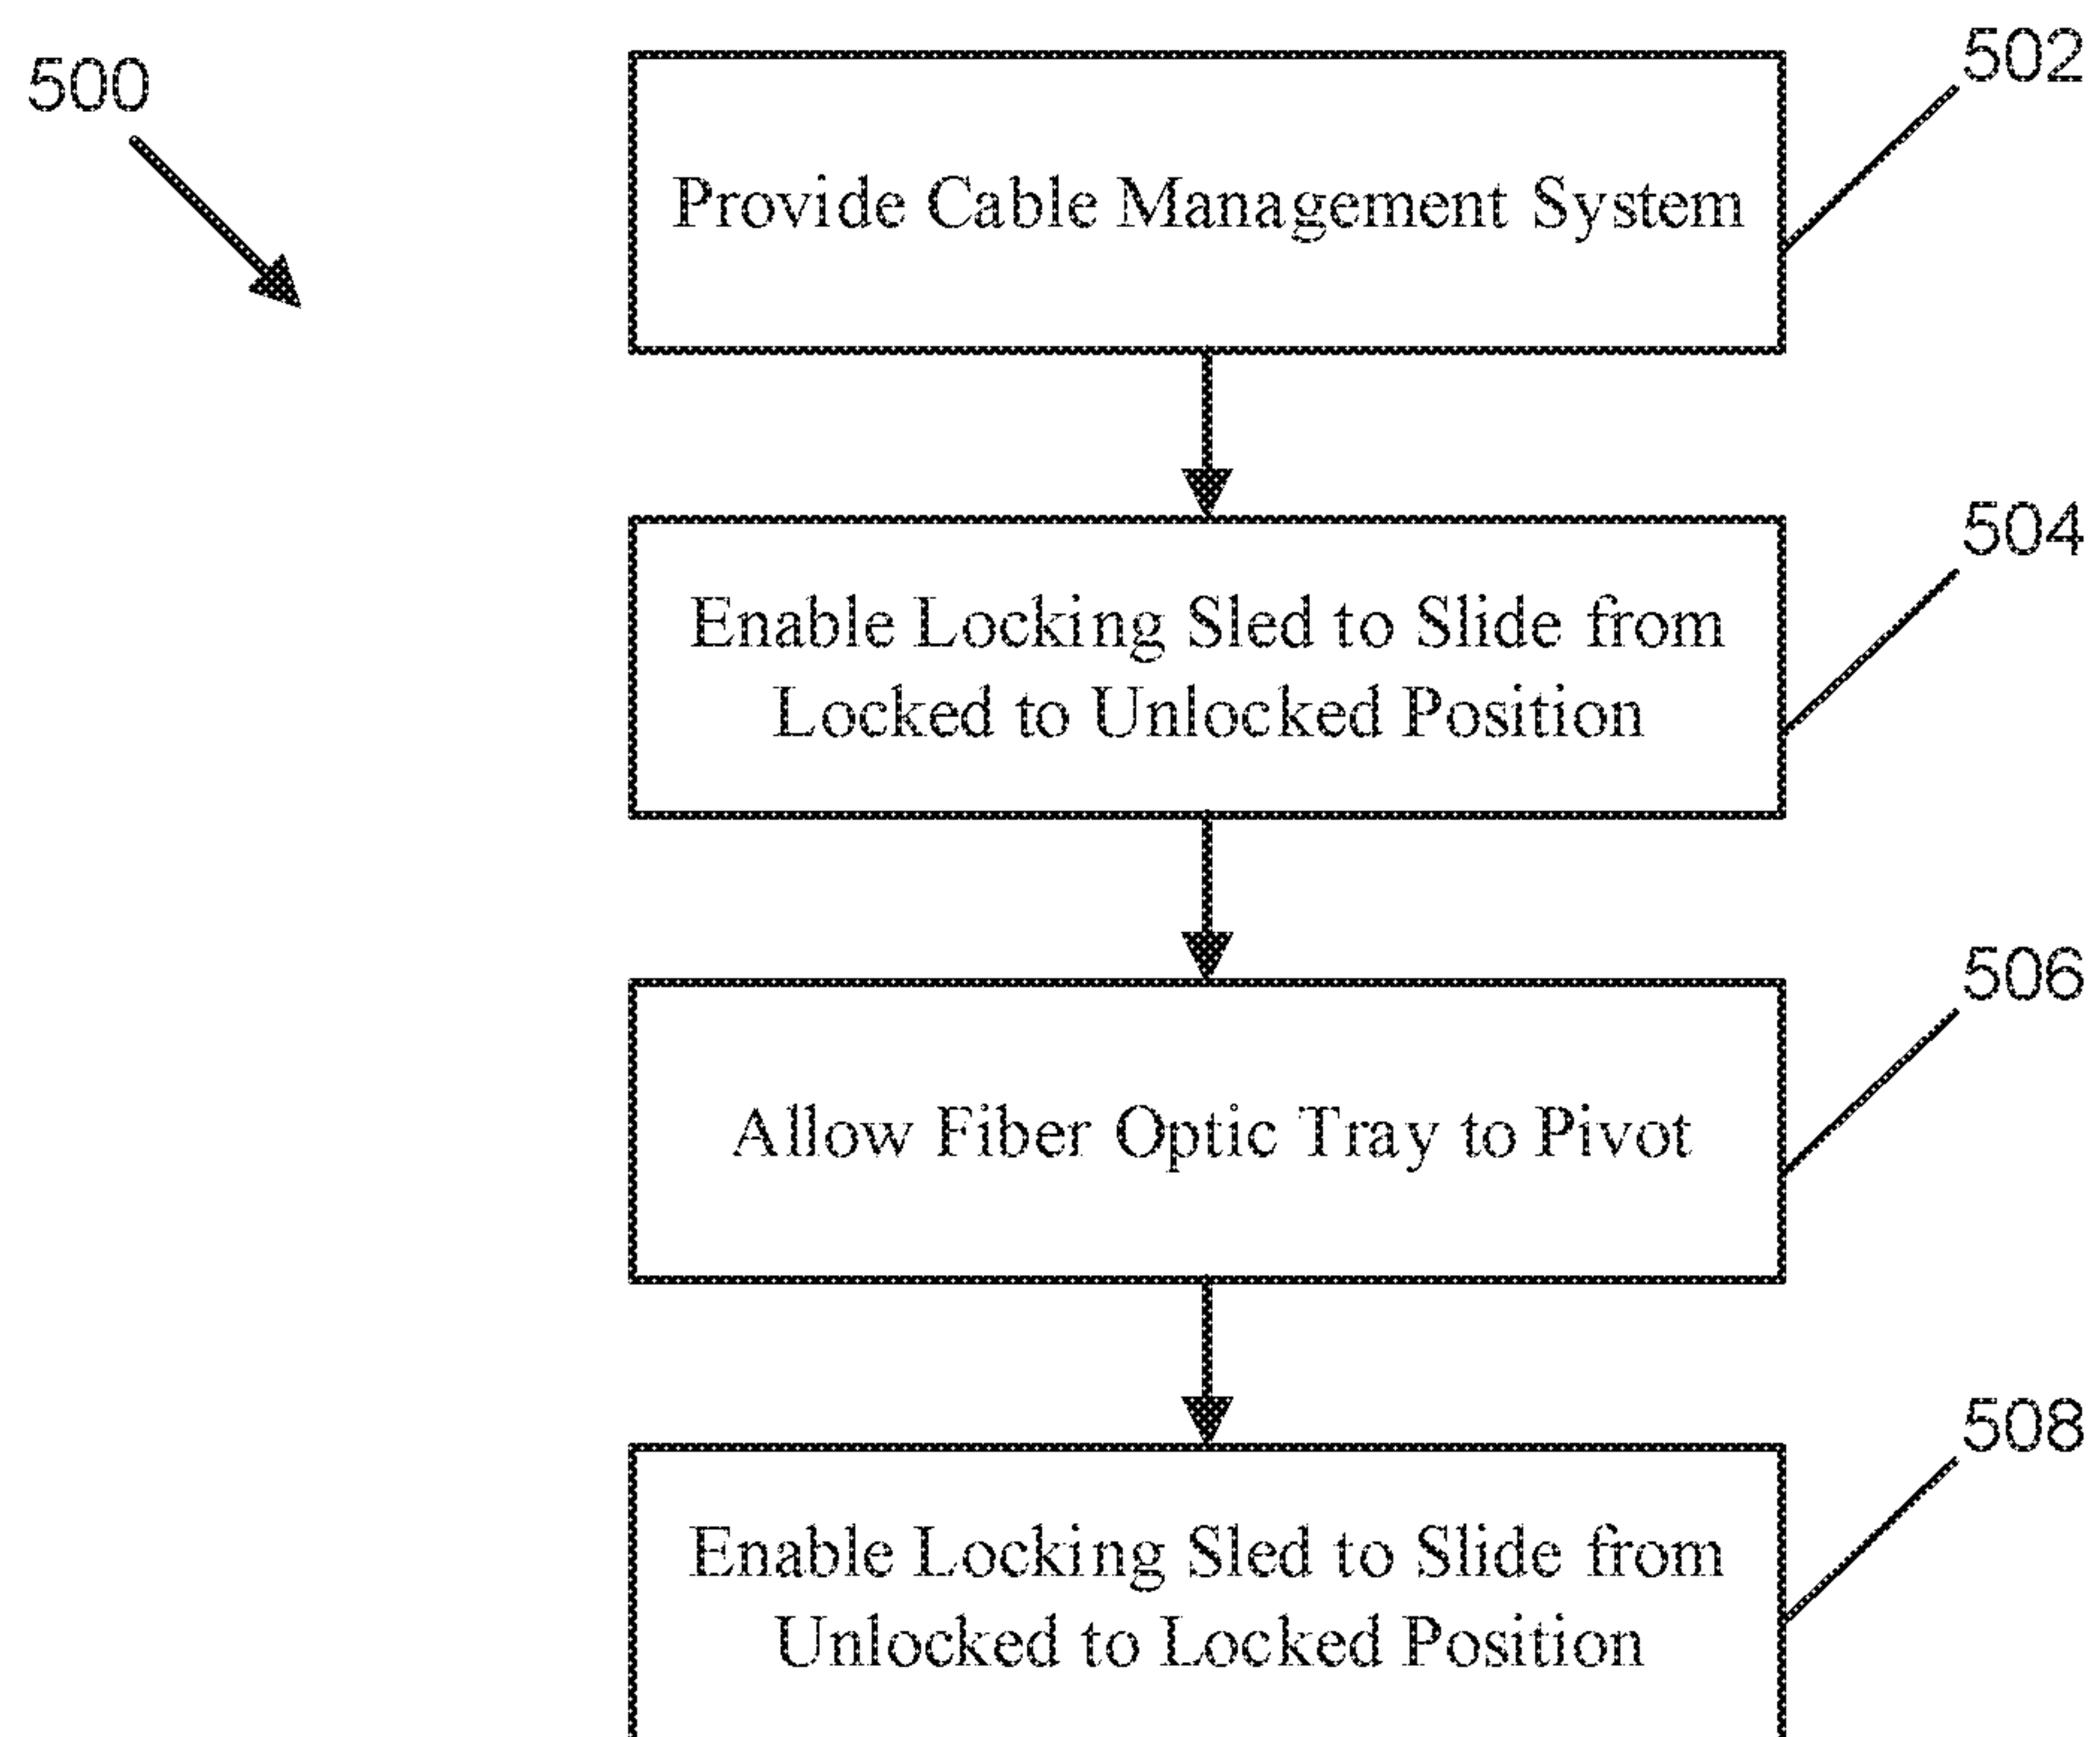 500
502
Provide Cable Management System
504
Enable Locking Sled to Slide from
Locked to Unlocked Position
506
Allow Fiber Optic Tray to Pivot
508
Enable Locking Sled to Slide from
Unlocked to Locked Position